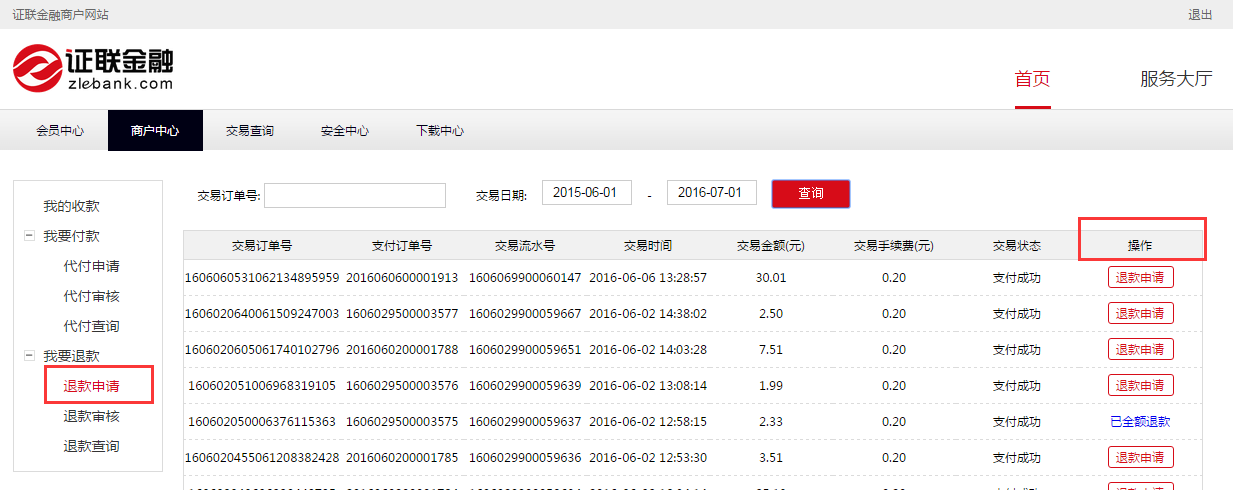 证联金融商户网站 退出
证联金融
zlebank.com
首页 服务大厅
会员中心 商户中心 交易查询 安全中心 下载中心
我的收款
我要付款
代付申请
代付审核
代付查询
我要退款
退款申请
退款审核
退款查询
交易订单号: 交易日期: 2015-06-01 - 2016-07-01 查询
交易订单号 支付订单号 交易流水号 交易时间 交易金额(元) 交易手续费(元) 交易状态 操作
1606060531062134895959 2016060600001913 1606069900060147 2016-06-06 13:28:57 30.01 0.20 支付成功 退款申请
1606020640061509247003 1606029500003577 1606029900059667 2016-06-02 14:38:02 2.50 0.20 支付成功 退款申请
1606020605061740102796 2016060200001788 1606029900059651 2016-06-02 14:03:28 7.51 0.20 支付成功 退款申请
160602051006968319105 1606029500003576 1606029900059639 2016-06-02 13:08:14 1.99 0.20 支付成功 退款申请
160602050006376115363 1606029500003575 1606029900059637 2016-06-02 12:58:15 2.33 0.20 支付成功 已全额退款
1606020455061208382428 2016060200001785 1606029900059636 2016-06-02 12:53:30 3.51 0.20 支付成功 退款申请